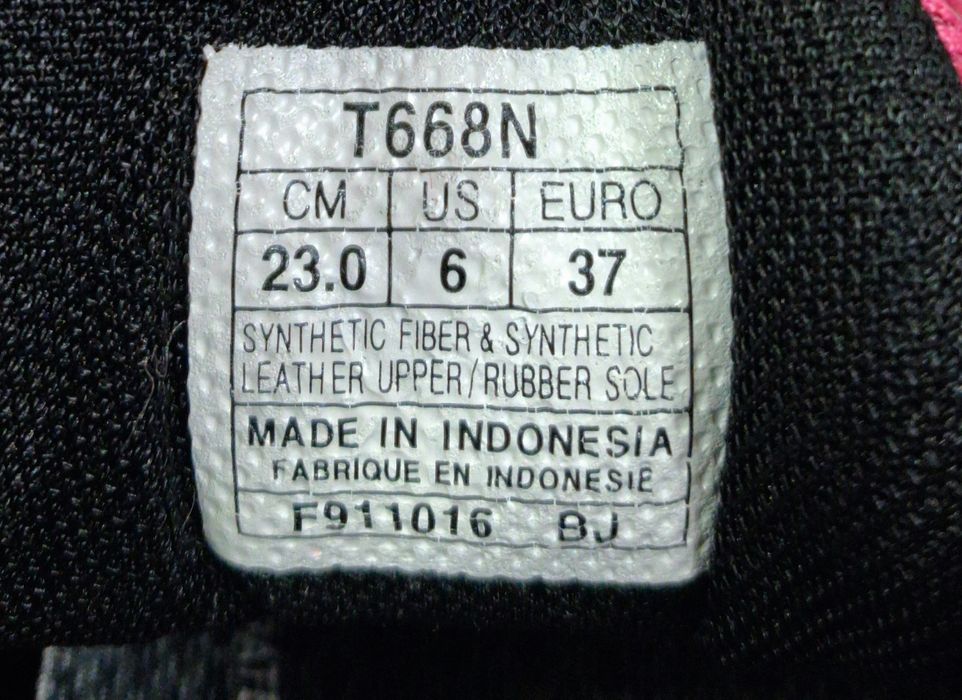 T668N
CM US EURO
23.0 6 37
SYNTHETIC FIBER & SYNTHETIC
LEATHER UPPER/RUBBER SOLE
MADE IN INDONESIA
FABRIQUE EN INDONESIE
F911016 BJ